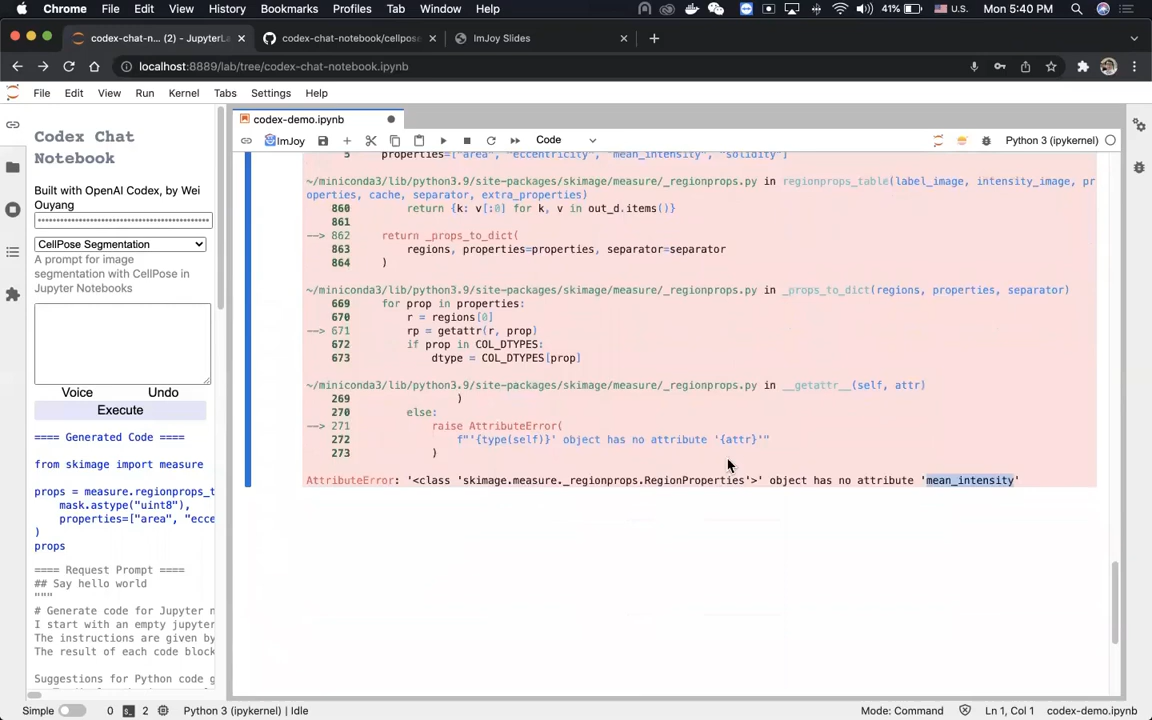 Chrome File Edit View History Bookmarks Profiles Tab Window Help 41% U.S. Mon 5:40 PM
codex-chat-n... (2) - JupyterLa
codex-chat-notebook/cellpose
ImJoy Slides
localhost:8889/lab/tree/codex-chat-notebook.ipynb
File Edit View Run Kernel Tabs Settings Help
Codex Chat
Notebook
Built with OpenAI Codex, by Wei
Ouyang
••••••••••••••••••••••••••••••••••••••••••••••••••
CellPose Segmentation
A prompt for image
segmentation with CellPose in
Jupyter Notebooks
Voice Undo
Execute
==== Generated Code ====
from skimage import measure
props = measure.regionprops_t
mask.astype("uint8"),
properties=["area", "ecce
)
props
==== Request Prompt ====
## Say hello world
"""
# Generate code for Jupyter n
I start with an empty jupyter
The instructions are given by
The result of each code block
Suggestions for Python code g
codex-demo.ipynb
ImJoy Code Python 3 (ipykernel)
5 properties=["area", "eccentricity", "mean_intensity", "solidity"]
~/miniconda3/lib/python3.9/site-packages/skimage/measure/_regionprops.py in regionprops_table(label_image, intensity_image, pr
operties, cache, separator, extra_properties)
860 return {k: v[:0] for k, v in out_d.items()}
861
--> 862 return _props_to_dict(
863 regions, properties=properties, separator=separator
864 )
~/miniconda3/lib/python3.9/site-packages/skimage/measure/_regionprops.py in _props_to_dict(regions, properties, separator)
669 for prop in properties:
670 r = regions[0]
--> 671 rp = getattr(r, prop)
672 if prop in COL_DTYPES:
673 dtype = COL_DTYPES[prop]
~/miniconda3/lib/python3.9/site-packages/skimage/measure/_regionprops.py in __getattr__(self, attr)
269 )
270 else:
--> 271 raise AttributeError(
272 f"'{type(self)}' object has no attribute '{attr}'"
273 )
AttributeError: '<class 'skimage.measure._regionprops.RegionProperties'>' object has no attribute 'mean_intensity'
Simple 0 2 Python 3 (ipykernel) | Idle Mode: Command Ln 1, Col 1 codex-demo.ipynb